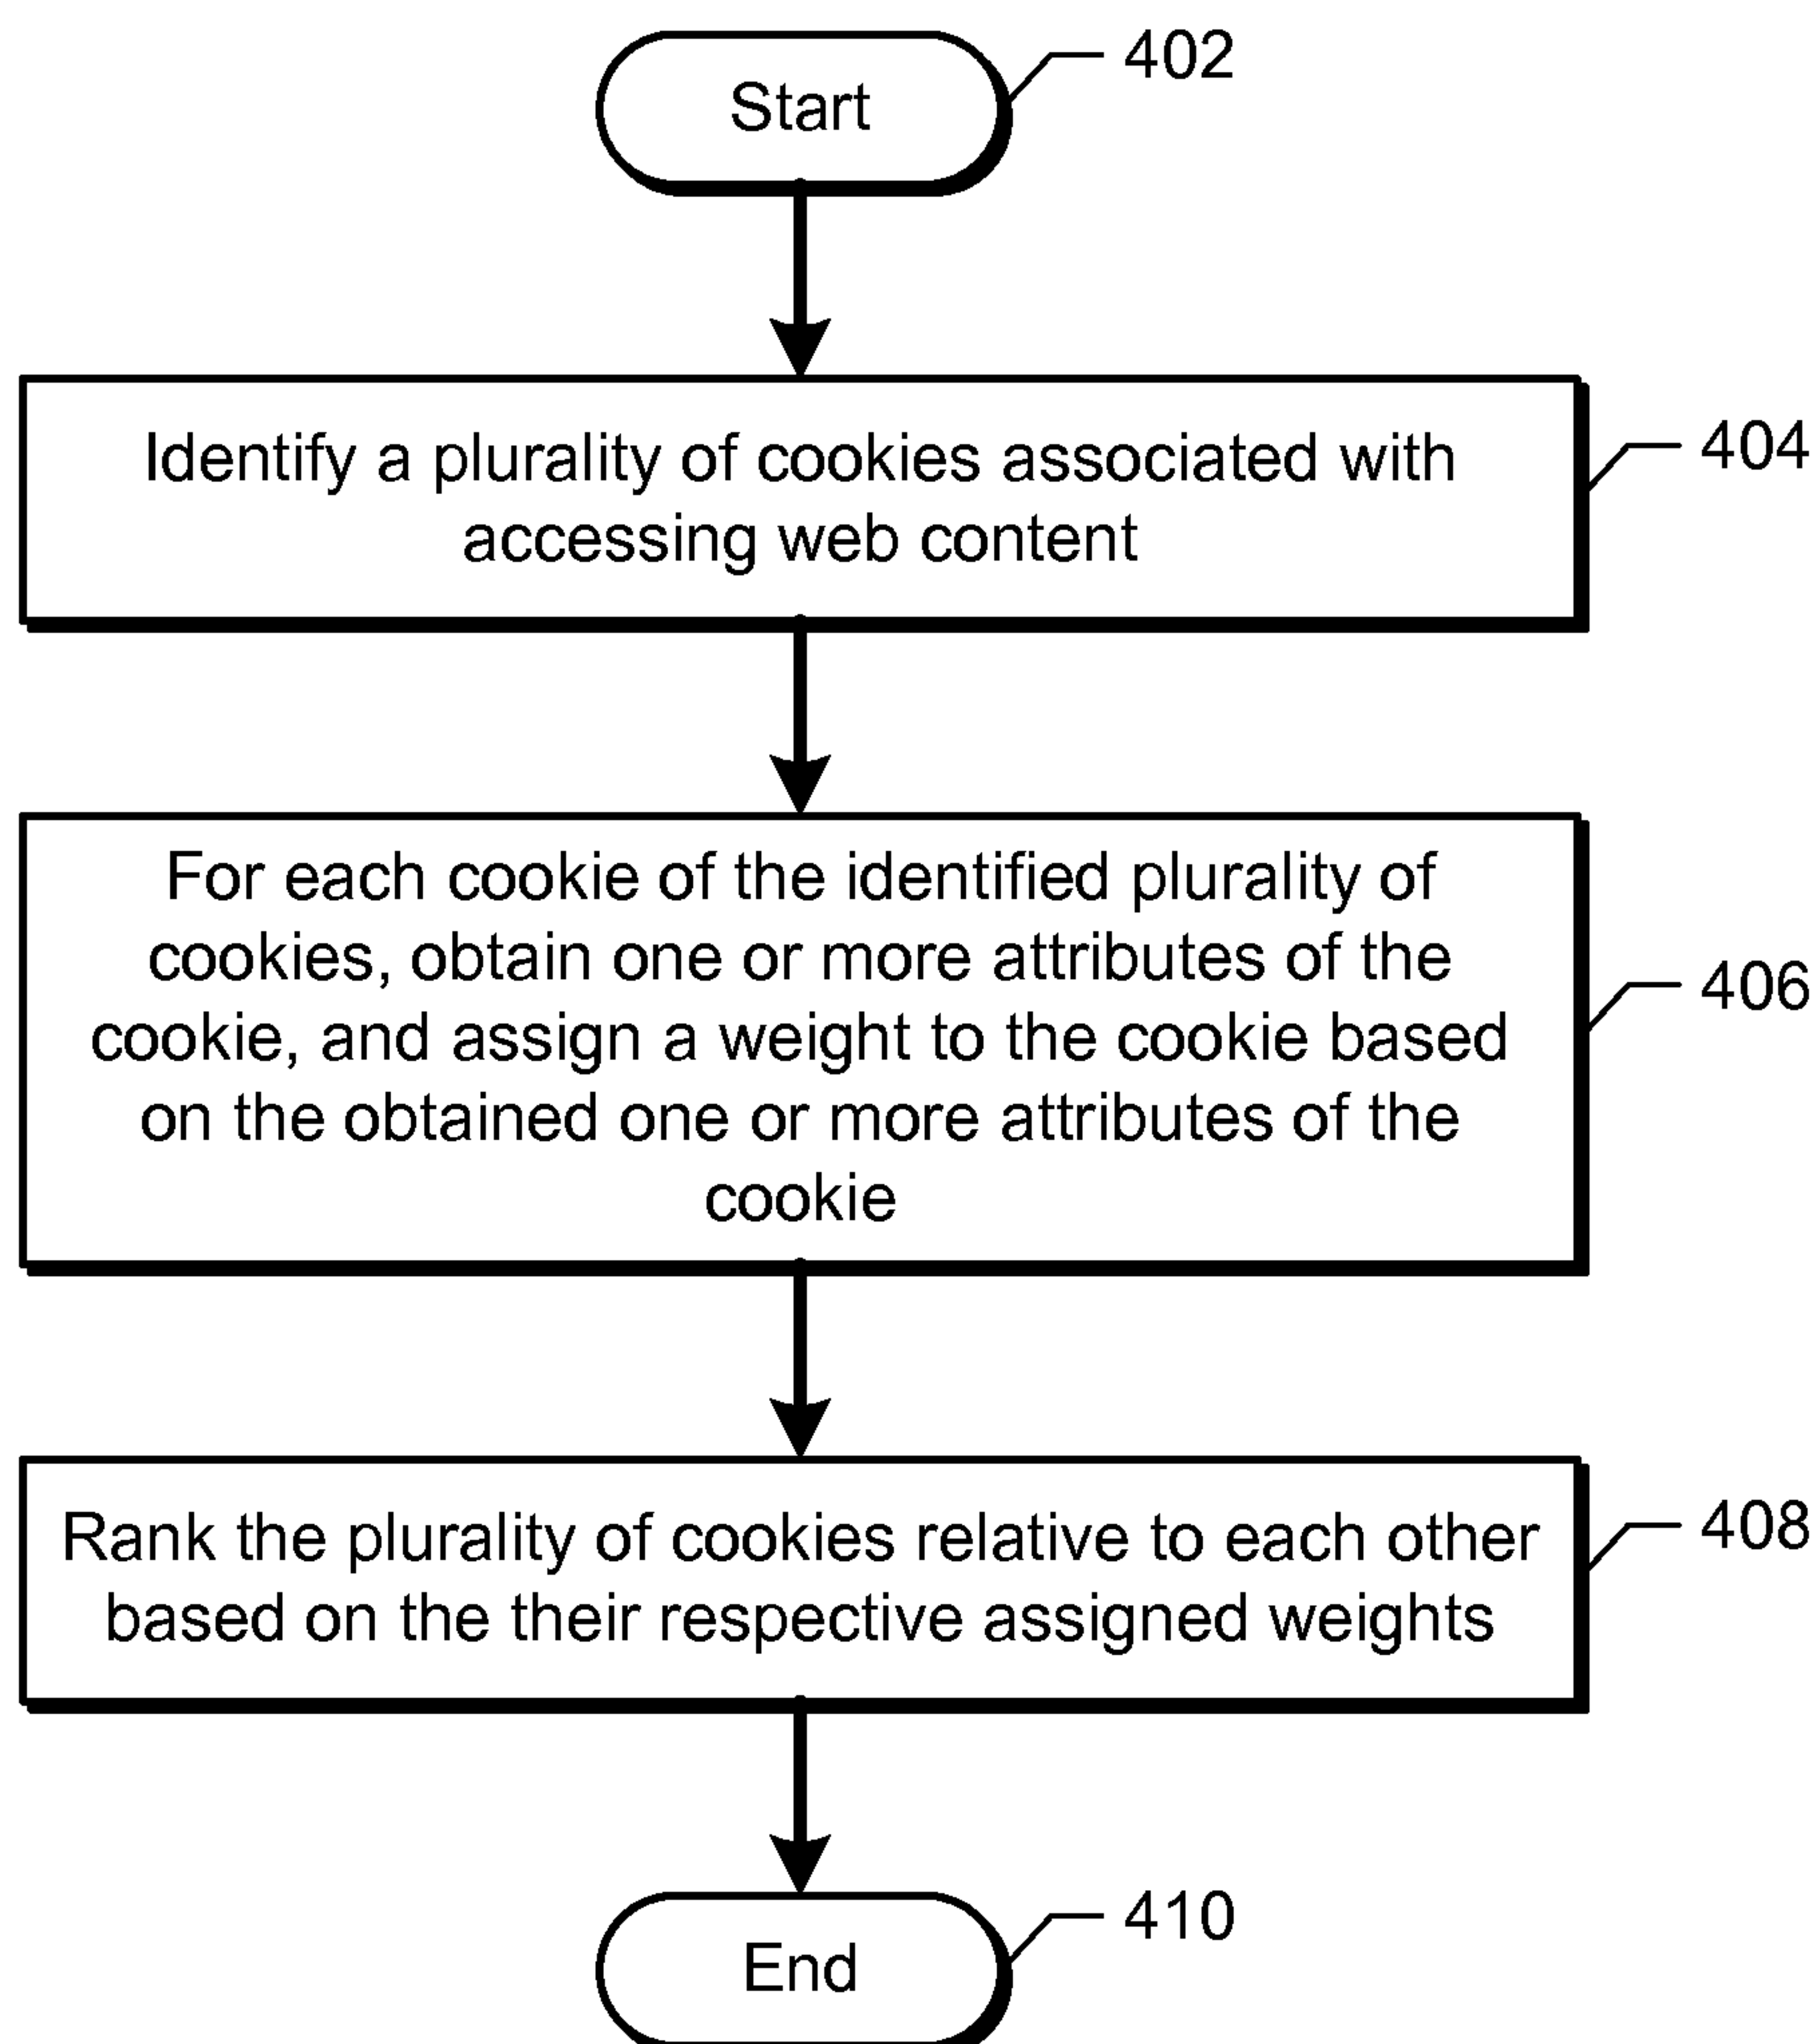 Start
402
Identify a plurality of cookies associated with
accessing web content
404
For each cookie of the identified plurality of
cookies, obtain one or more attributes of the
cookie, and assign a weight to the cookie based
on the obtained one or more attributes of the
cookie
406
Rank the plurality of cookies relative to each other
based on the their respective assigned weights
408
End
410